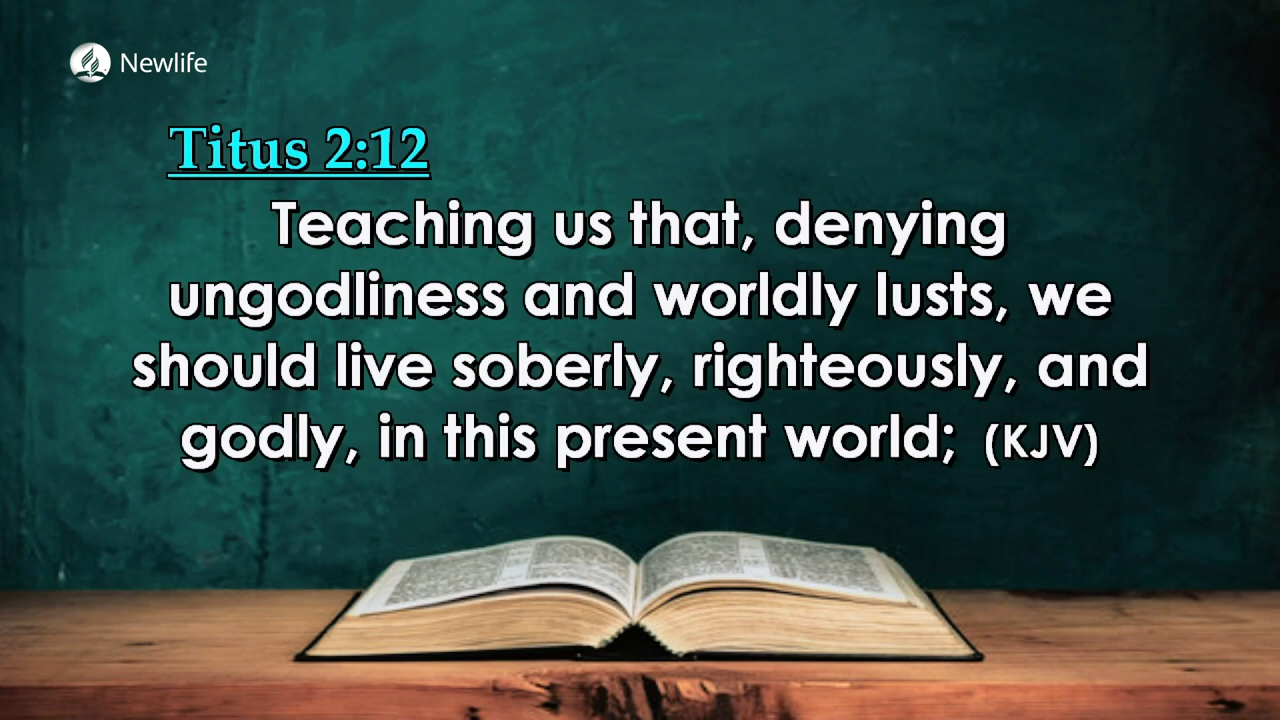 Newlife
Titus 2:12
Teaching us that, denying
ungodliness and worldly lusts, we
should live soberly, righteously, and
godly, in this present world; (KJV)